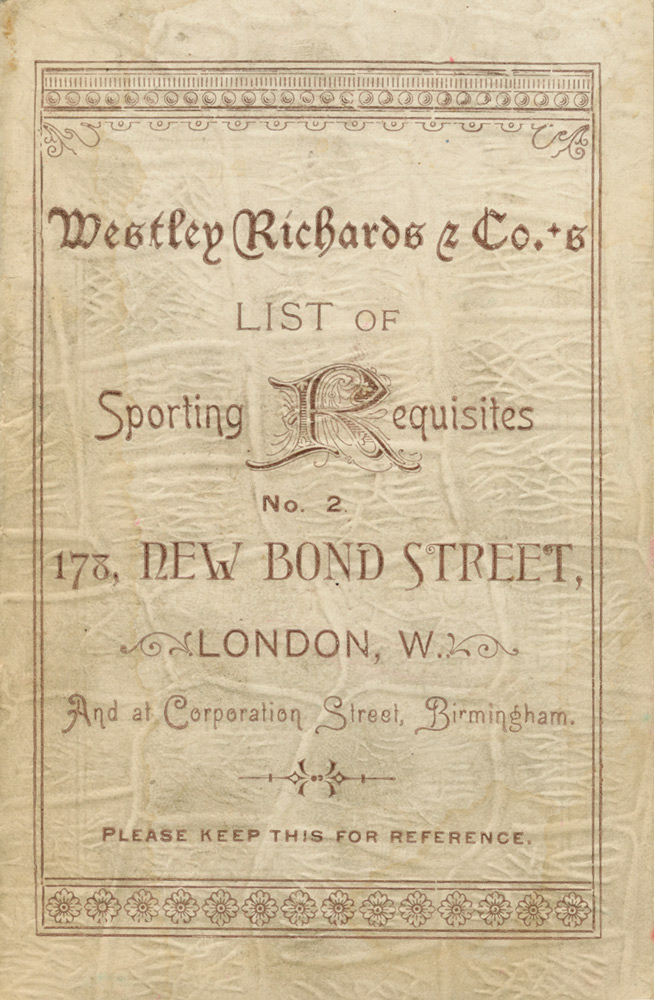 Westley Richards & Co.'s
LIST OF
Sporting Requisites
No. 2.
178, NEW BOND STREET,
LONDON, W.
And at Corporation Street, Birmingham.
PLEASE KEEP THIS FOR REFERENCE.